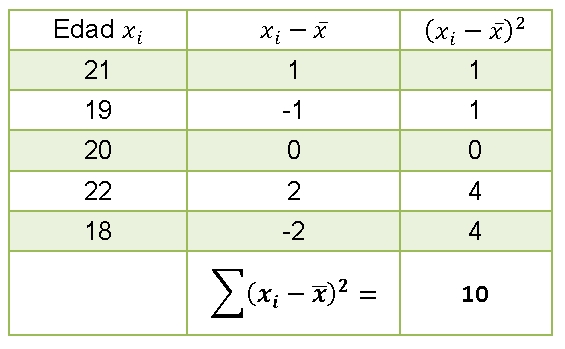 Edad xᵢ	xᵢ − x̄	(xᵢ − x̄)²
21	1	1
19	-1	1
20	0	0
22	2	4
18	-2	4
∑(xᵢ − x̄)² =	10